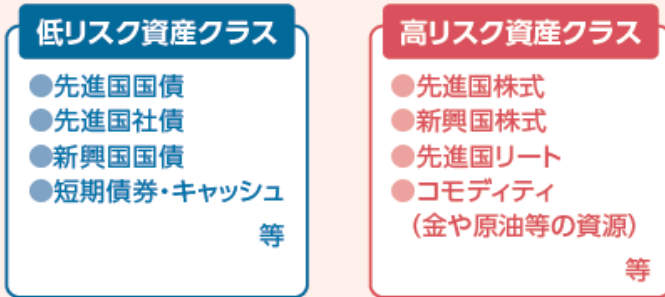 低リスク資産クラス
●先進国国債
●先進国社債
●新興国国債
●短期債券・キャッシュ
等
高リスク資産クラス
●先進国株式
●新興国株式
●先進国リート
●コモディティ
（金や原油等の資源）
等